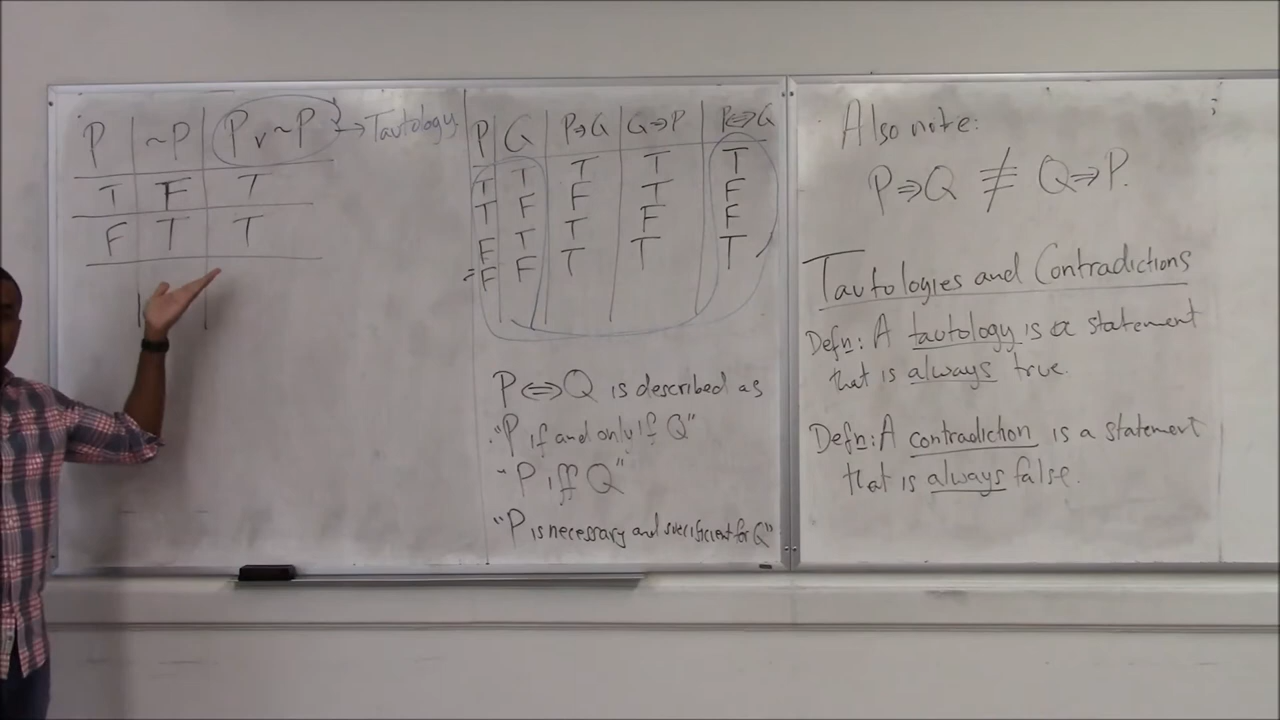 P ~P P v ~P → Tautology
T F T
F T T
P Q P⇒Q Q⇒P P⇔Q
T T T T T
T F F T F
F T T F F
F F T T T
P ⇔ Q is described as
"P if and only if Q"
"P iff Q"
"P is necessary and sufficient for Q"
Also note:
P⇒Q ≢ Q⇒P.
Tautologies and Contradictions
Defn: A tautology is a statement
that is always true.
Defn: A contradiction is a statement
that is always false.